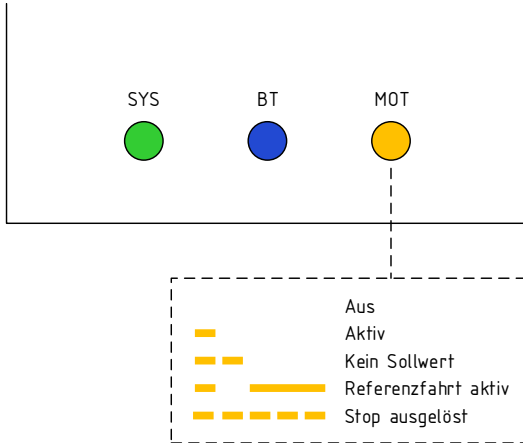 SYS BT MOT
Aus
Aktiv
Kein Sollwert
Referenzfahrt aktiv
Stop ausgelöst